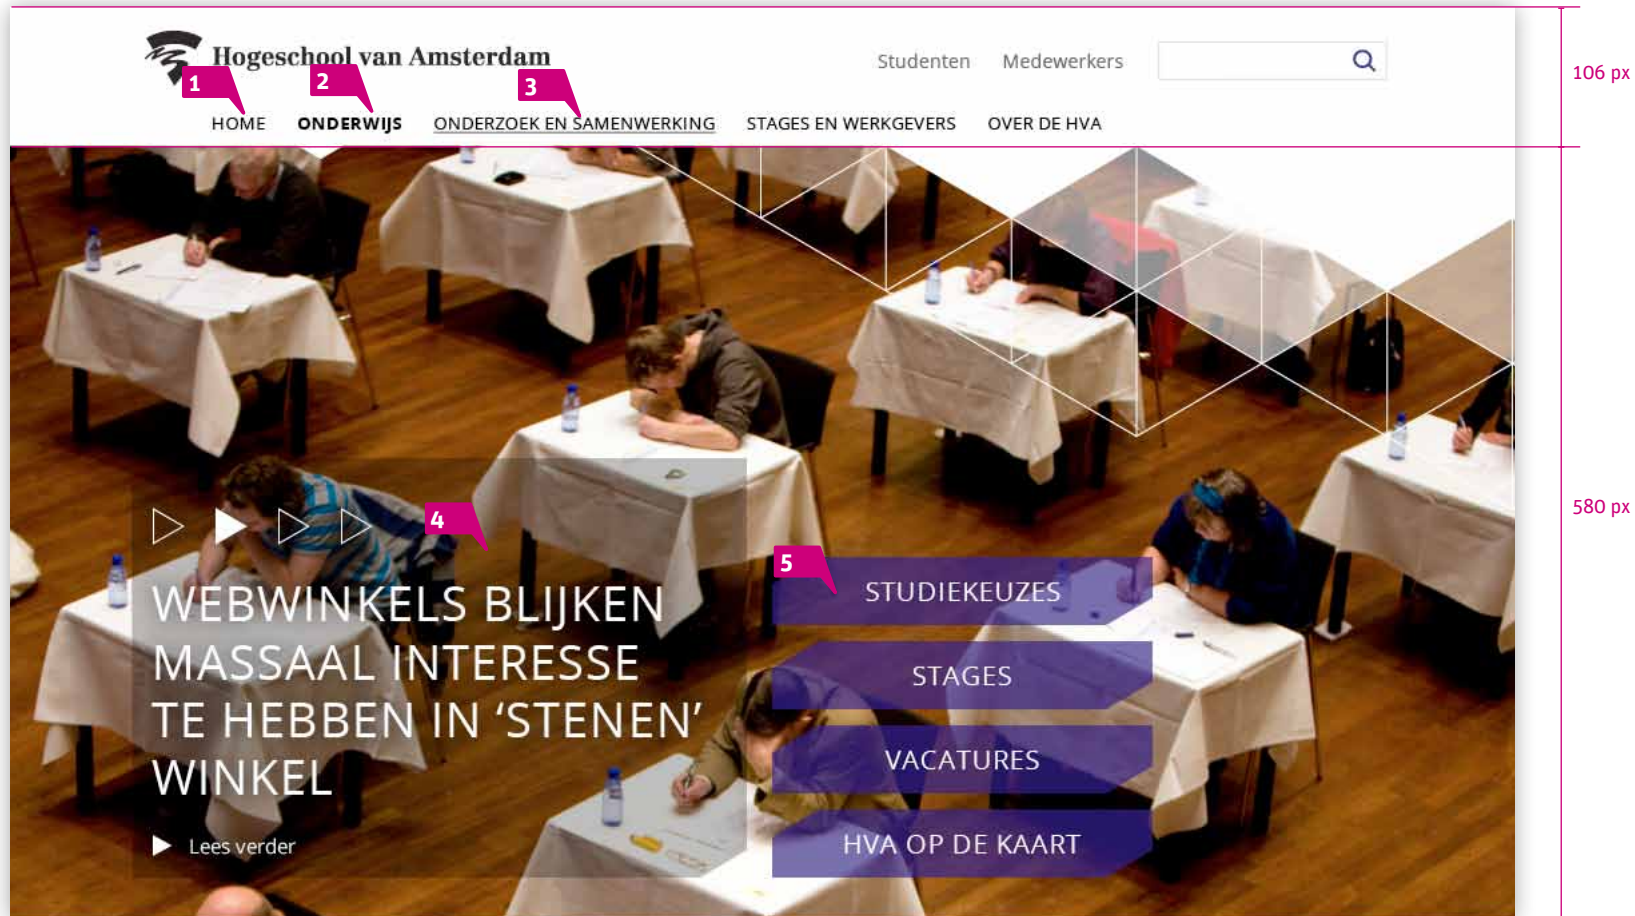 Hogeschool van Amsterdam
Studenten Medewerkers
106 px
1
2
3
HOME ONDERWIJS ONDERZOEK EN SAMENWERKING STAGES EN WERKGEVERS OVER DE HVA
580 px
4
WEBWINKELS BLIJKEN
MASSAAL INTERESSE
TE HEBBEN IN ‘STENEN’
WINKEL
Lees verder
5
STUDIEKEUZES
STAGES
VACATURES
HVA OP DE KAART